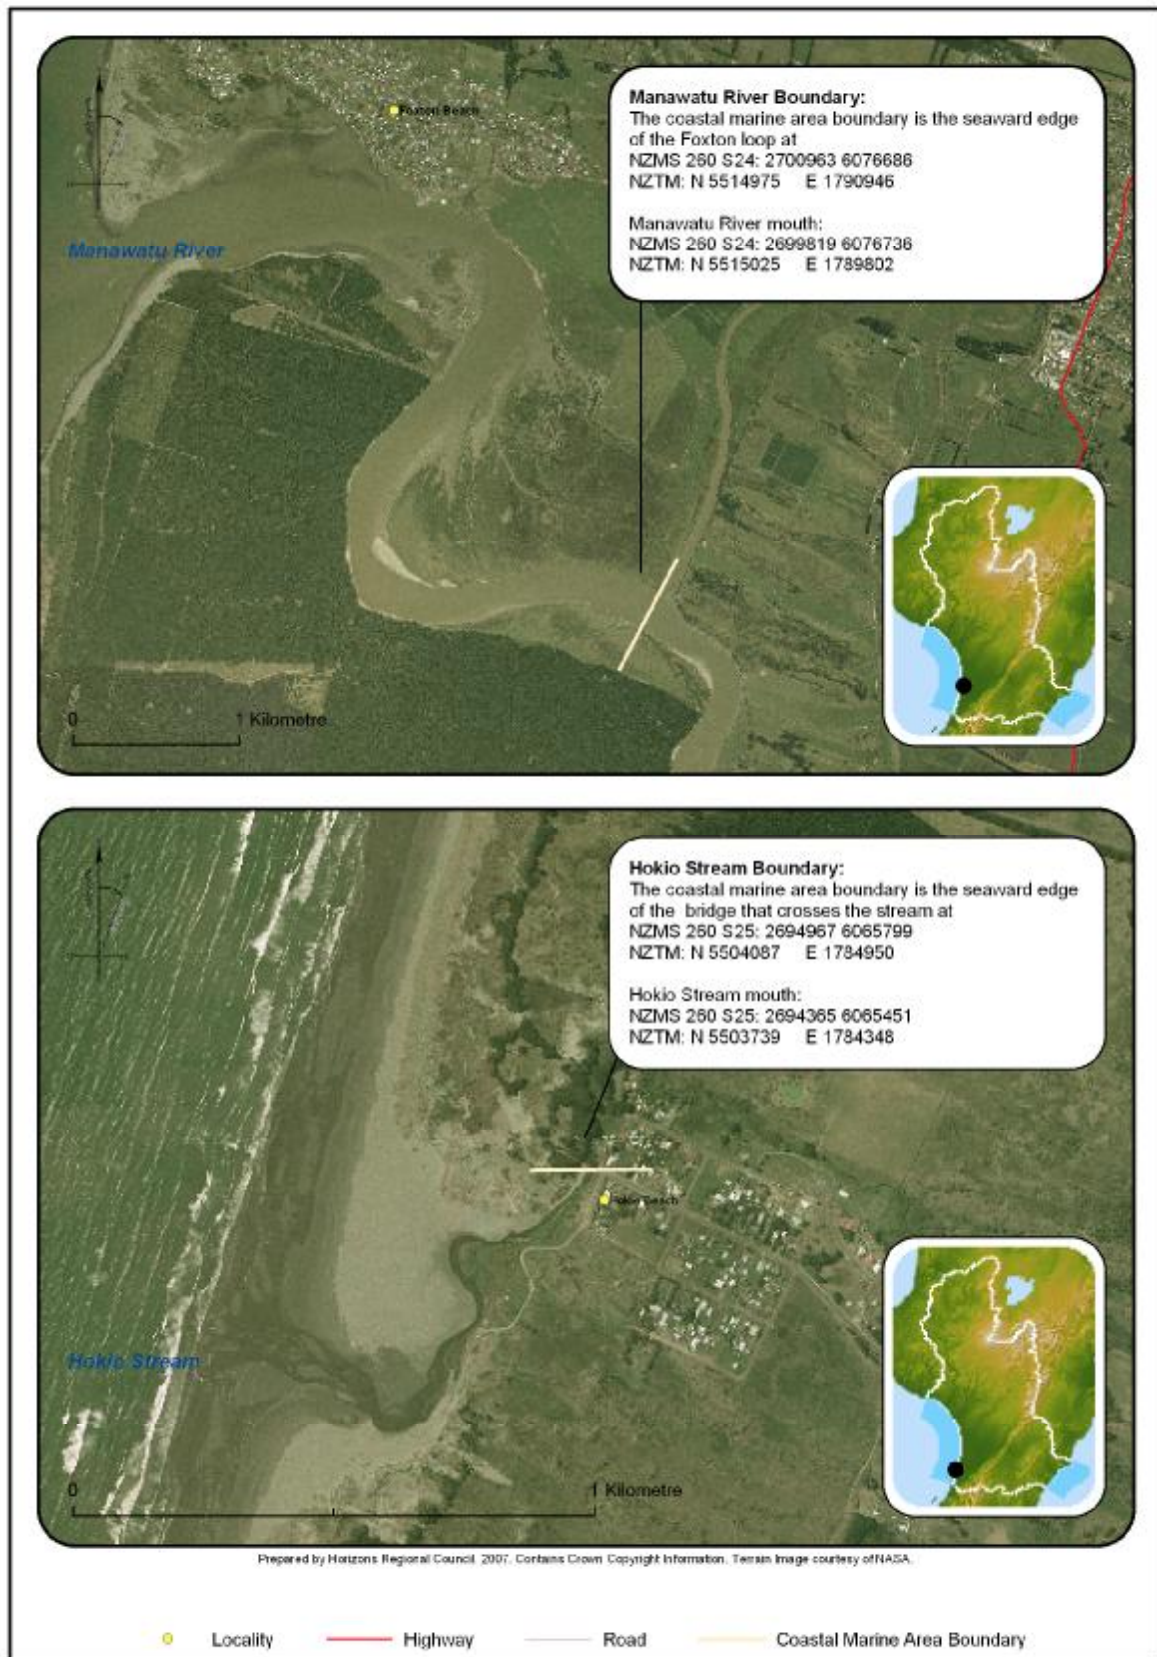 Foxton Beach
Manawatu River Boundary:
The coastal marine area boundary is the seaward edge
of the Foxton loop at
NZMS 260 S24: 2700963 6076686
NZTM: N 5514975 E 1790946
Manawatu River mouth:
NZMS 260 S24: 2699819 6076736
NZTM: N 5515025 E 1789802
Manawatu River
0 1 Kilometre
Hokio Stream Boundary:
The coastal marine area boundary is the seaward edge
of the bridge that crosses the stream at
NZMS 260 S25: 2694967 6065799
NZTM: N 5504087 E 1784950
Hokio Stream mouth:
NZMS 260 S25: 2694365 6065451
NZTM: N 5503739 E 1784348
Hokio Beach
Hokio Stream
0 1 Kilometre
Prepared by Horizons Regional Council. 2007. Contains Crown Copyright Information. Terrain Image courtesy of NASA.
Locality Highway Road Coastal Marine Area Boundary